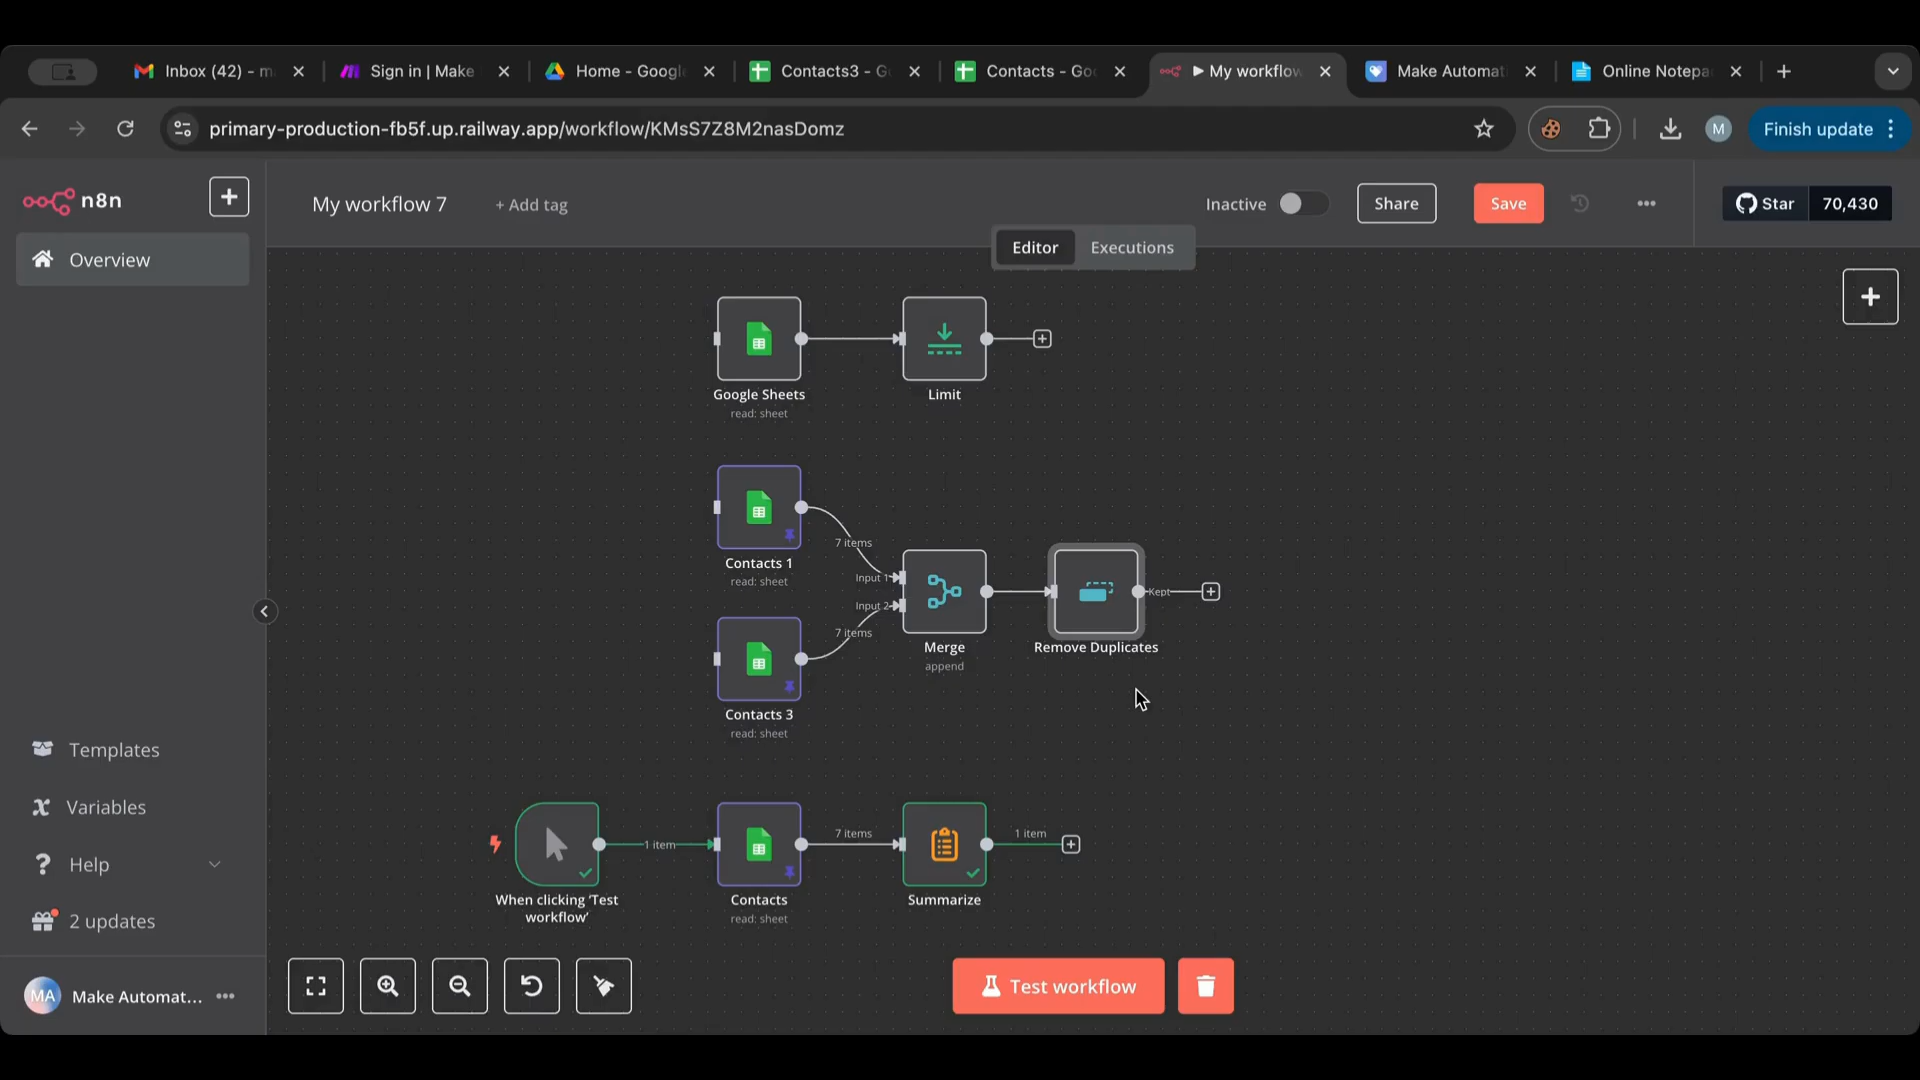 Inbox (42) - m
Sign in | Make
Home - Googl
Contacts3 - G
Contacts - Go
My workflow
Make Automat
Online Notepa
primary-production-fb5f.up.railway.app/workflow/KMsS7Z8M2nasDomz
M
Finish update
n8n
My workflow 7
+ Add tag
Inactive
Share
Save
Star
70,430
Editor
Executions
Overview
Google Sheets
read: sheet
Limit
Contacts 1
read: sheet
7 items
Input 1
Input 2
7 items
Merge
append
Remove Duplicates
Kept
Contacts 3
read: sheet
Templates
Variables
Help
2 updates
1 item
7 items
1 item
When clicking ‘Test
workflow’
Contacts
read: sheet
Summarize
MA
Make Automat...
Test workflow